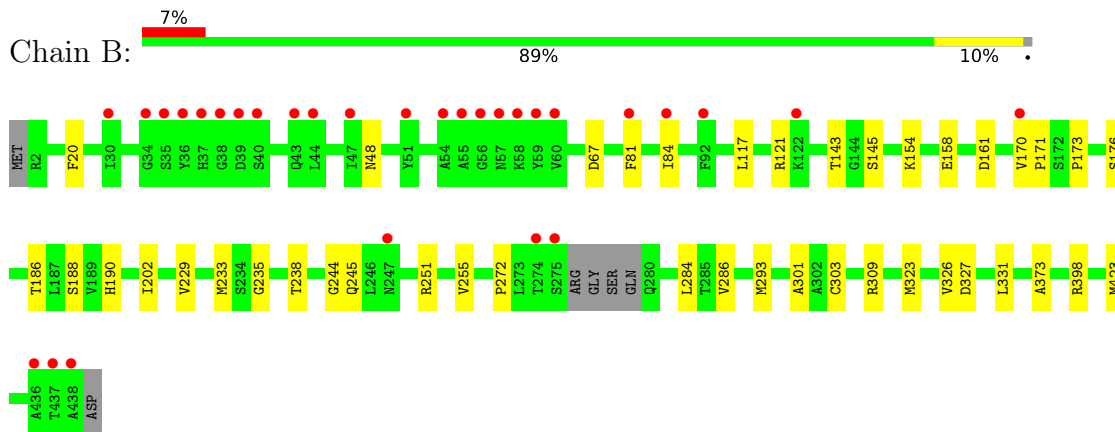 7%
Chain B:
89% 10% •
MET R2 F20 I30 G34 S35 Y36 H37 G38 D39 S40 Q43 L44 I47 N48 Y51 A54 A55 G56 N57 K58 Y59 V60 D67 F81 I84 F92 L117 R121 K122 T143 G144 S145 K154 E158 D161 V170 P171 S172 P173 S176
T186 L187 S188 V189 H190 I202 V229 M233 S234 G235 T238 G244 Q245 L246 N247 R251 V255 P272 L273 T274 S275 ARG GLY SER GLN Q280 L284 T285 V286 M293 A301 A302 C303 R309 M323 V326 D327 L331 A373 R398 M423
A436 T437 A438 ASP